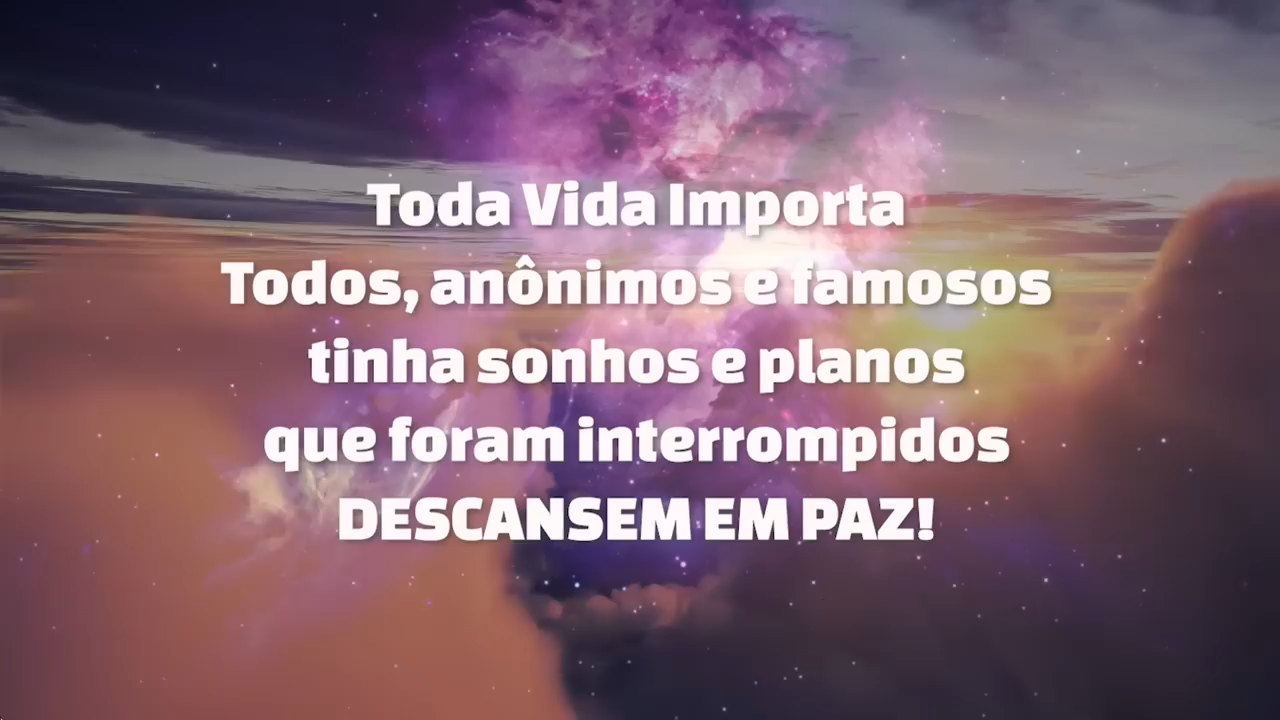 Toda Vida Importa
Todos, anônimos e famosos
tinha sonhos e planos
que foram interrompidos
DESCANSEM EM PAZ!